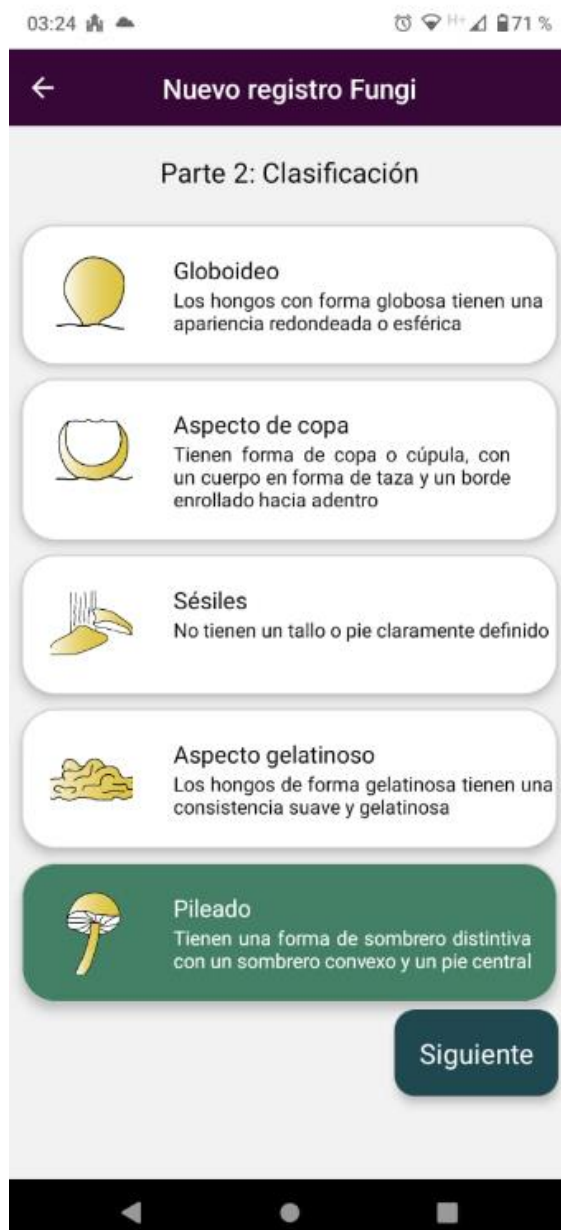 03:24 H+ 71 %
Nuevo registro Fungi
Parte 2: Clasificación
Globoideo
Los hongos con forma globosa tienen una
apariencia redondeada o esférica
Aspecto de copa
Tienen forma de copa o cúpula, con
un cuerpo en forma de taza y un borde
enrollado hacia adentro
Sésiles
No tienen un tallo o pie claramente definido
Aspecto gelatinoso
Los hongos de forma gelatinosa tienen una
consistencia suave y gelatinosa
Pileado
Tienen una forma de sombrero distintiva
con un sombrero convexo y un pie central
Siguiente